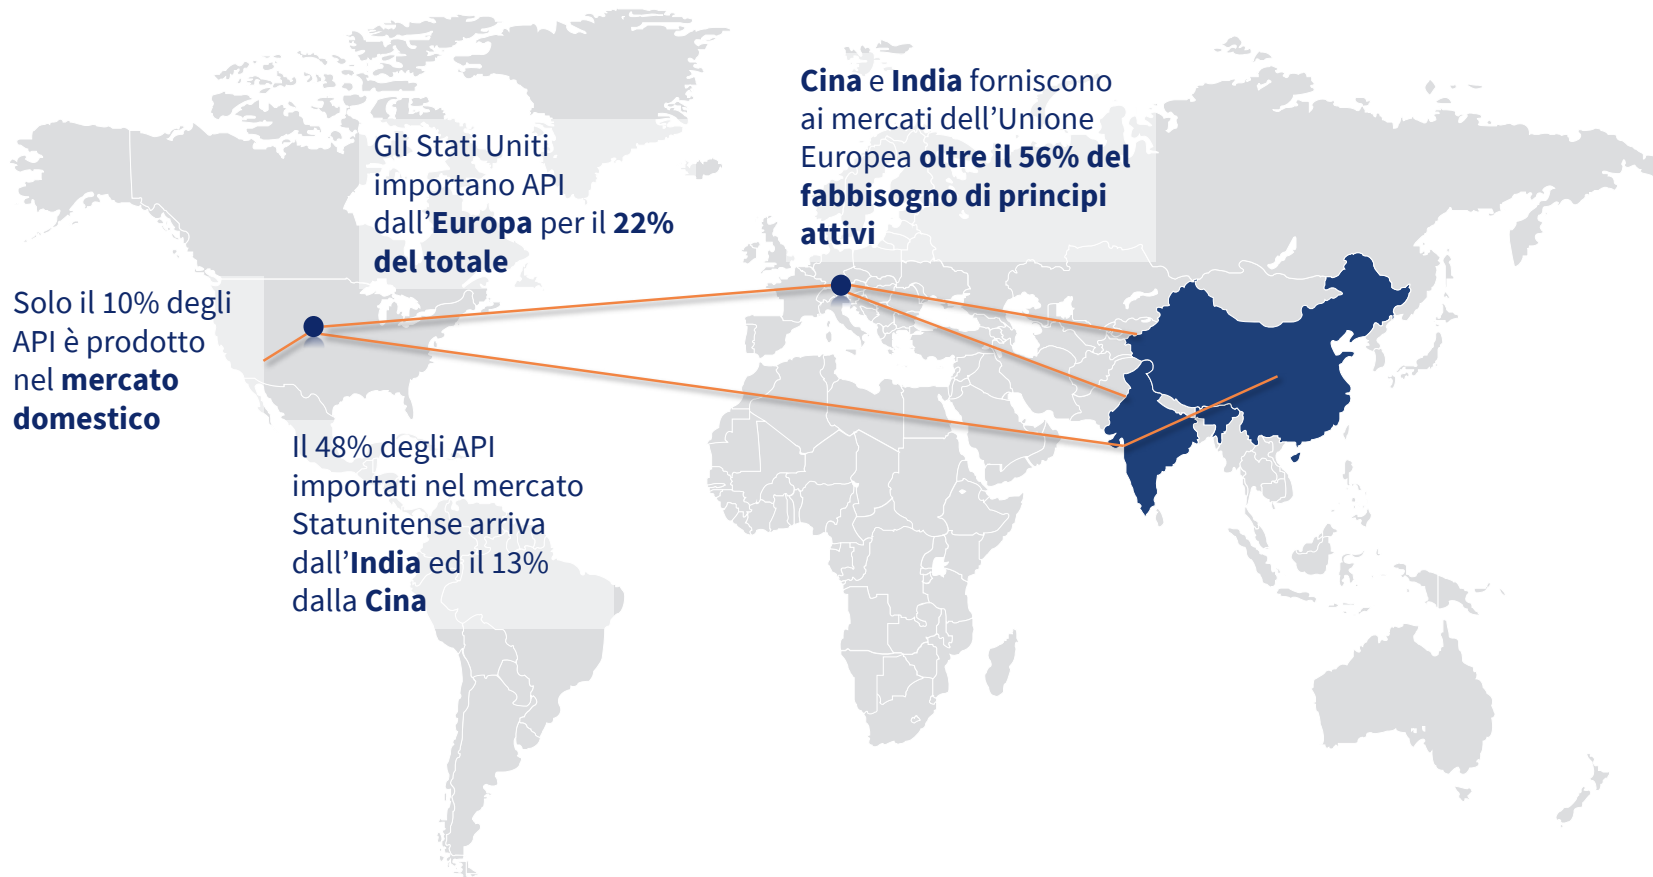 Cina e India forniscono
ai mercati dell’Unione
Europea oltre il 56% del
fabbisogno di principi
attivi
Gli Stati Uniti
importano API
dall’Europa per il 22%
del totale
Solo il 10% degli
API è prodotto
nel mercato
domestico
Il 48% degli API
importati nel mercato
Statunitense arriva
dall’India ed il 13%
dalla Cina